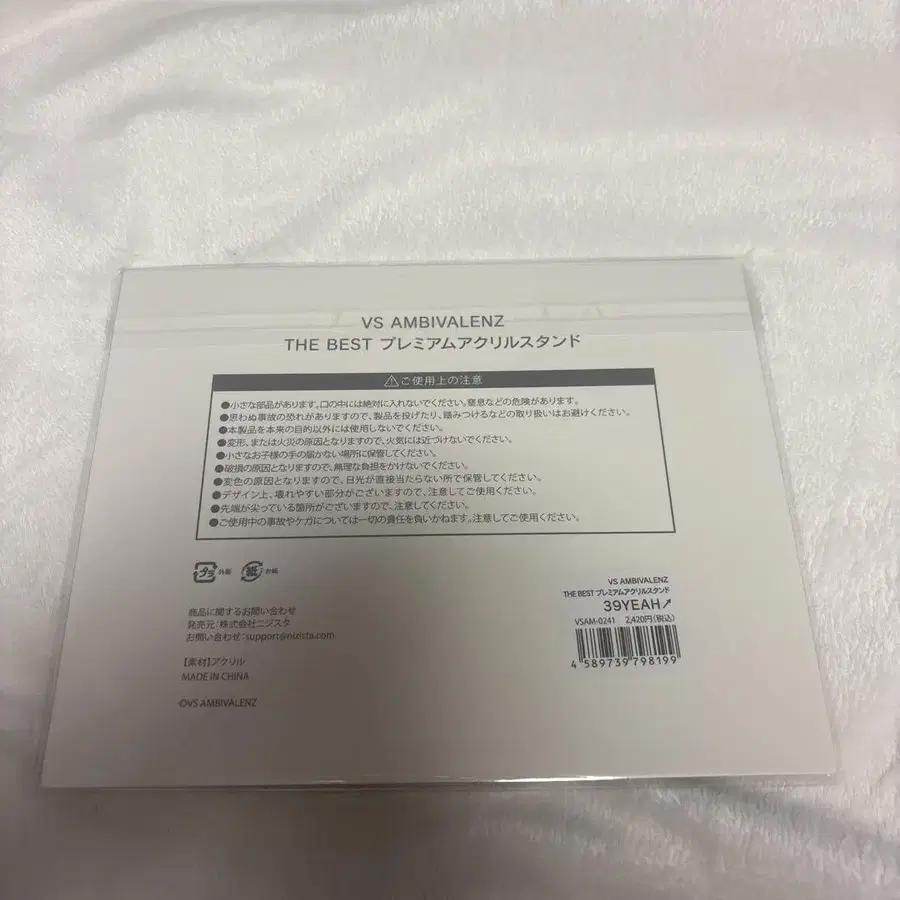 VS AMBIVALENZ
THE BEST プレミアムアクリルスタンド
⚠ご使用上の注意
●小さな部品があります。口の中には絶対に入れないでください。窒息などの危険があります。
●思わぬ事故の恐れがありますので、製品を投げたり、踏みつけるなどの取り扱いはお避けください。
●本製品を本来の目的以外には使用しないでください。
●変形、または火災の原因となりますので、火気には近づけないでください。
●小さなお子様の手の届かない場所に保管してください。
●破損の原因となりますので、無理な負担をかけないでください。
●変色の原因となりますので、日光が直接当たらない所で保管してください。
●デザイン上、壊れやすい部分がございますので、注意してご使用ください。
●先端が尖っている箇所がございますので、注意してください。
●ご使用中の事故やケガについては一切の責任を負いかねます。注意してご使用ください。
プラ 外装 紙 台紙
商品に関するお問い合わせ
発売元:株式会社ニジスタ
お問い合わせ:support@nizista.com
【素材】アクリル
MADE IN CHINA
©VS AMBIVALENZ
VS AMBIVALENZ
THE BEST プレミアムアクリルスタンド
39YEAH↗
VSAM-0241 2,420円(税込)
4 589739 798199